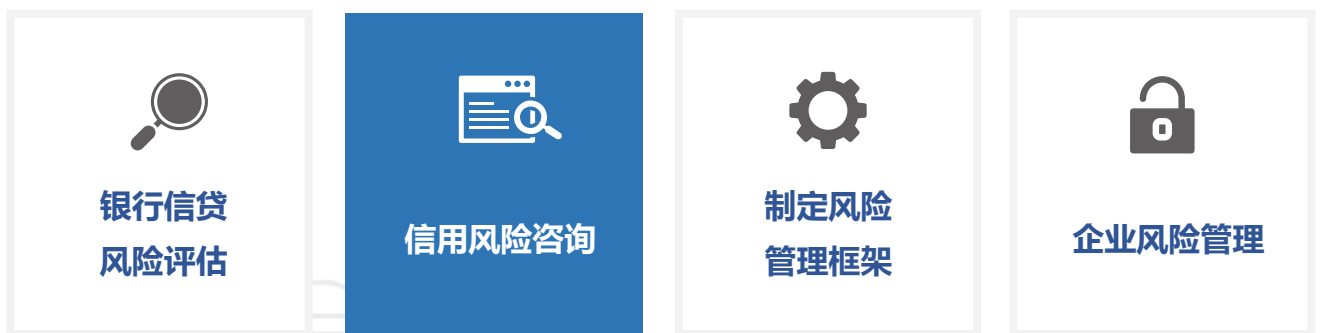 银行信贷
风险评估
信用风险咨询
制定风险
管理框架
企业风险管理